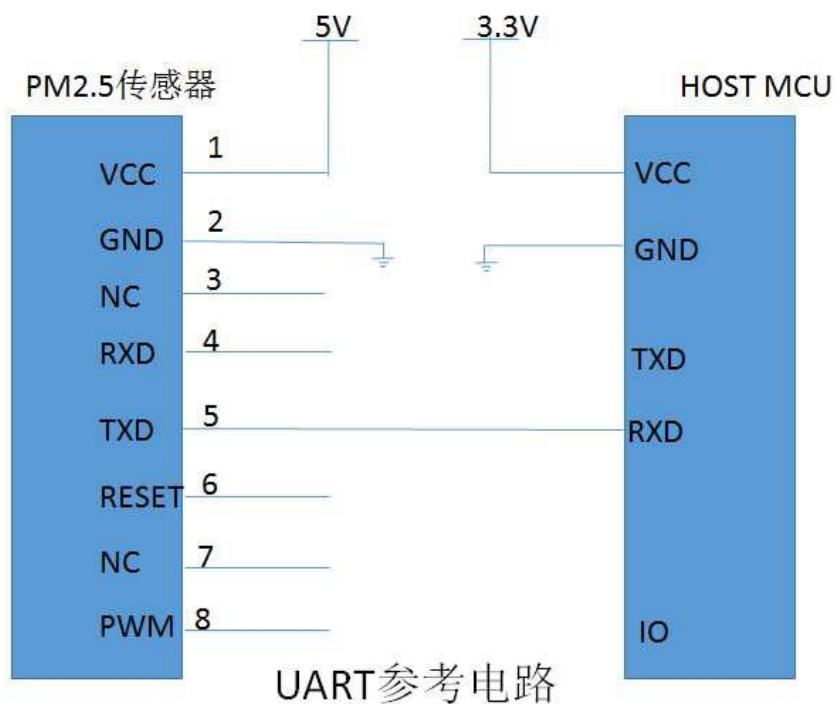 5V
3.3V
PM2.5传感器
HOST MCU
VCC
1
GND
2
NC
3
RXD
4
TXD
5
RESET
6
NC
7
PWM
8
VCC
GND
TXD
RXD
IO
UART参考电路